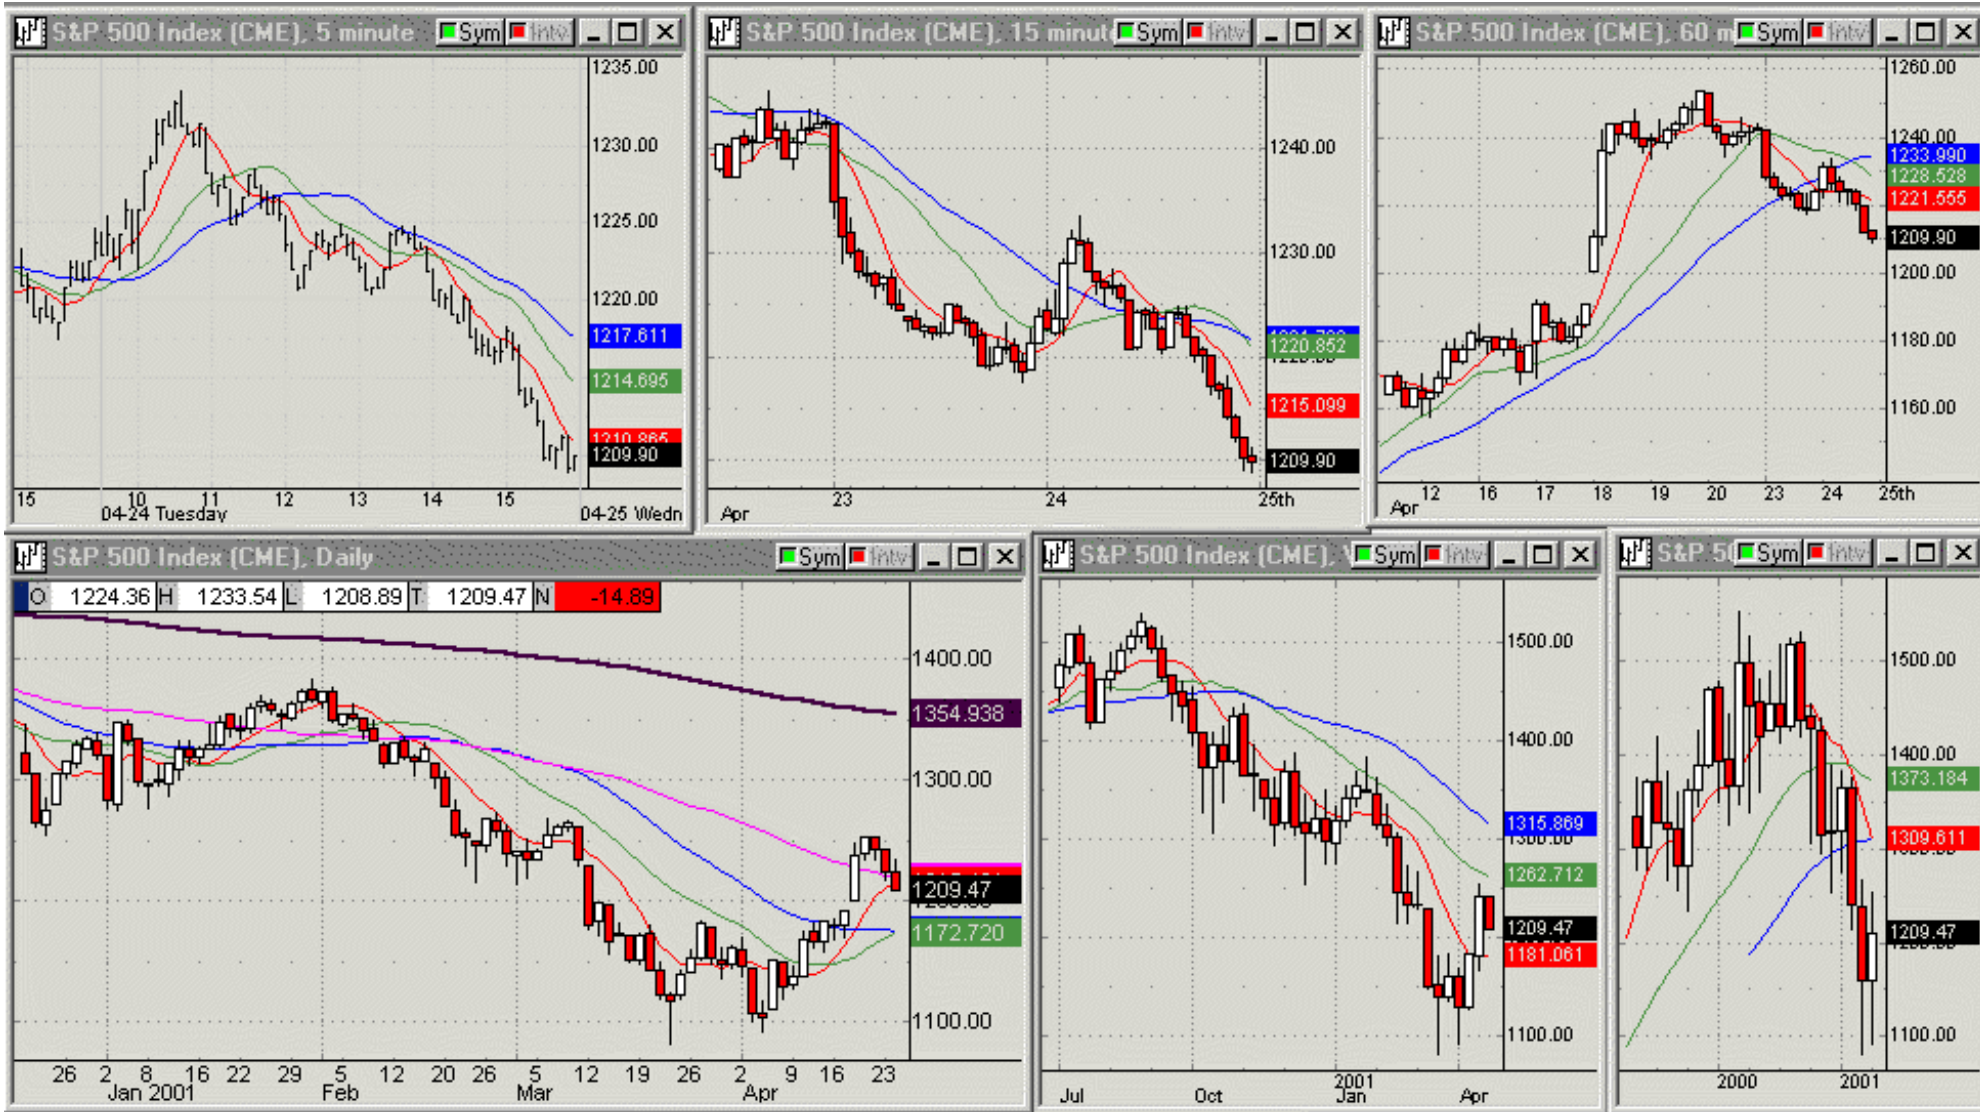 S&P 500 Index (CME), 5 minute
Sym
Intv
1235.00
1230.00
1225.00
1220.00
1217.611
1214.695
1210.865
1209.90
15 10 11 12 13 14 15
04-24 Tuesday 04-25 Wedn
S&P 500 Index (CME), 15 minut
Sym
Intv
1240.00
1230.00
1220.852
1215.099
1209.90
23 24 25th
Apr
S&P 500 Index (CME), 60 m
Sym
Intv
1260.00
1240.00
1233.990
1228.528
1221.555
1209.90
1200.00
1180.00
1160.00
12 16 17 18 19 20 23 24 25th
Apr
S&P 500 Index (CME), Daily
Sym
Intv
O 1224.36 H 1233.54 L 1208.89 T 1209.47 N -14.89
1400.00
1354.938
1300.00
1209.47
1172.720
1100.00
26 2 8 16 22 29 5 12 20 26 5 12 19 26 2 9 16 23
Jan 2001 Feb Mar Apr
S&P 500 Index (CME),
Sym
Intv
1500.00
1400.00
1315.869
1300.00
1262.712
1209.47
1181.061
1100.00
2001
Jul Oct Jan Apr
S&P 5
Sym
Intv
1500.00
1400.00
1373.184
1309.611
1209.47
1100.00
2000 2001